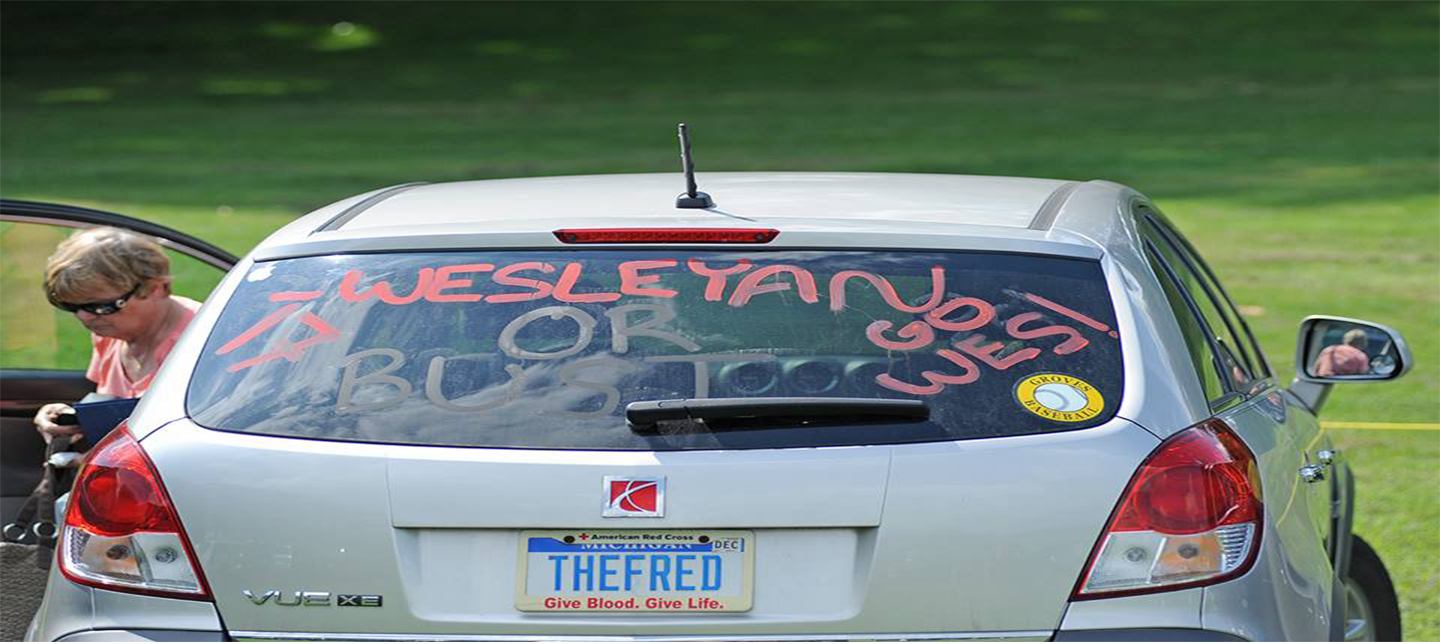 WESLEYAN
OR
BUST
GO
WES!
GROVES
BASEBALL
American Red Cross
MICHIGAN
DEC
THEFRED
Give Blood. Give Life.
VUE XE